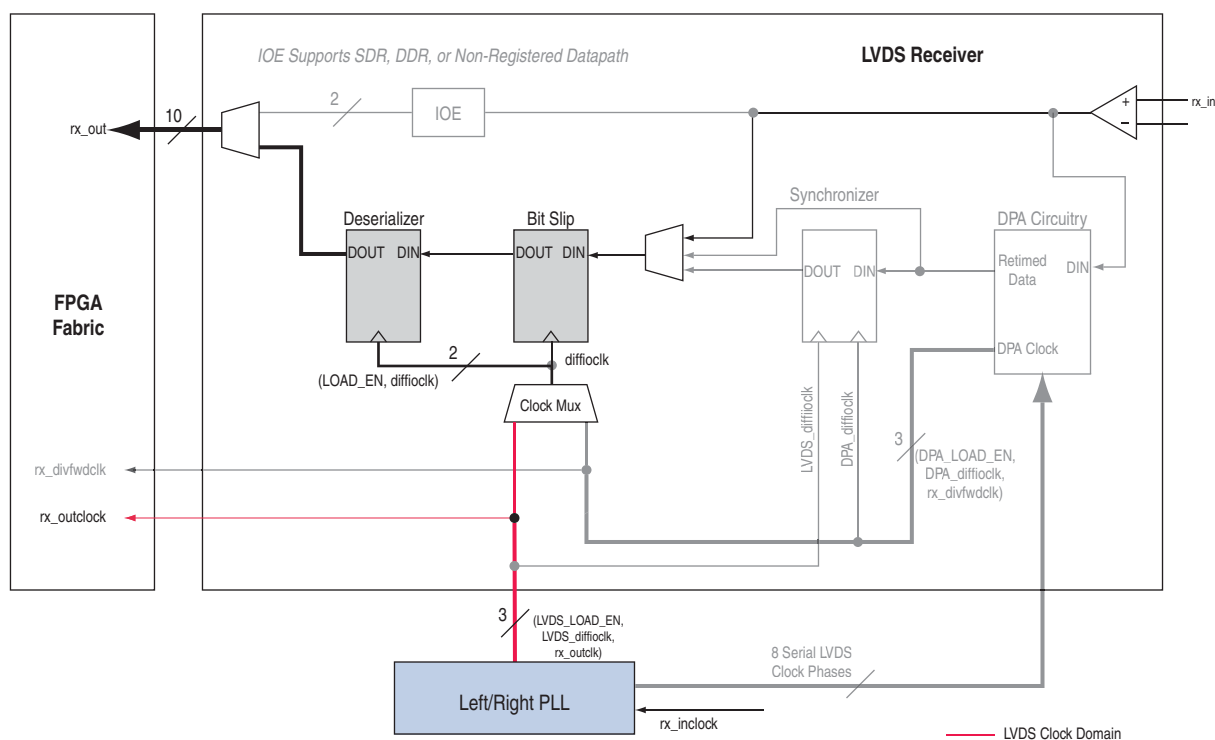 IOE Supports SDR, DDR, or Non-Registered Datapath
LVDS Receiver
2
IOE
+
–
rx_in
10
rx_out
Synchronizer
Deserializer
Bit Slip
DPA Circuitry
DOUT DIN
DOUT DIN
DOUT DIN
Retimed
Data
DIN
FPGA
Fabric
DPA Clock
2
diffioclk
(LOAD_EN, diffioclk)
Clock Mux
LVDS_diffiioclk
DPA_diffioclk
3
(DPA_LOAD_EN,
DPA_diffioclk,
rx_divfwdclk)
rx_divfwdclk
rx_outclock
3
(LVDS_LOAD_EN,
LVDS_diffioclk,
rx_outclk)
8 Serial LVDS
Clock Phases
Left/Right PLL
rx_inclock
LVDS Clock Domain